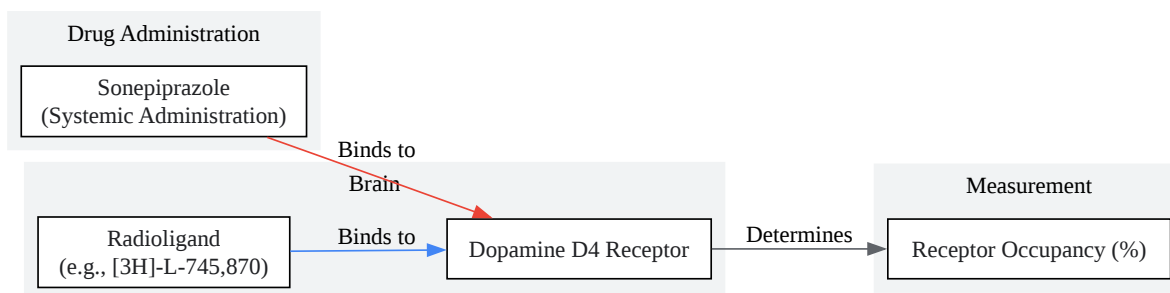 Drug Administration
Sonepiprazole
(Systemic Administration)
Binds to
Brain
Measurement
Radioligand
(e.g., [3H]-L-745,870)
Binds to
Dopamine D4 Receptor
Determines
Receptor Occupancy (%)